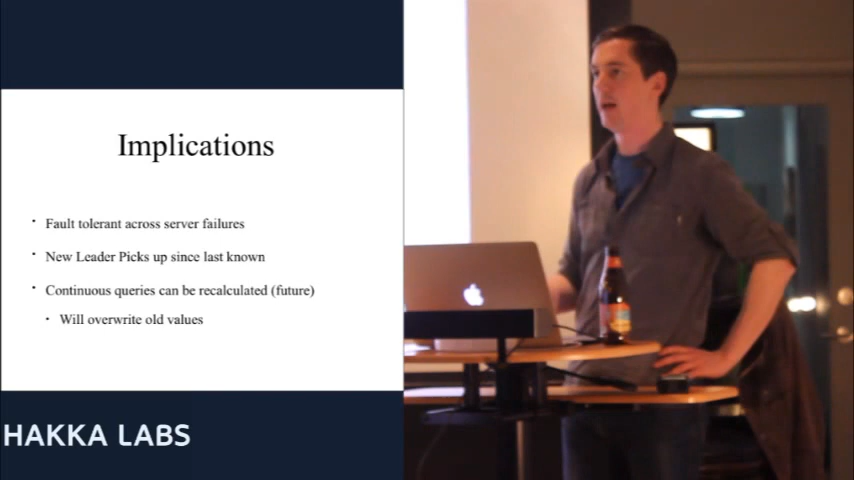 Implications
Fault tolerant across server failures
New Leader Picks up since last known
Continuous queries can be recalculated (future)
Will overwrite old values
HAKKA LABS